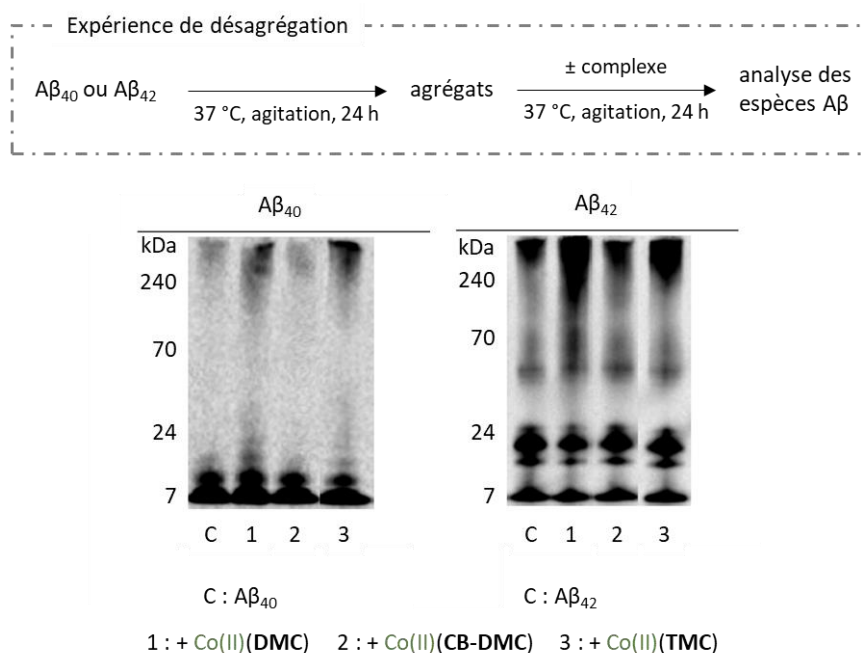 Expérience de désagrégation
Aβ₄₀ ou Aβ₄₂
37 °C, agitation, 24 h
agrégats
± complexe
37 °C, agitation, 24 h
analyse des
espèces Aβ
Aβ₄₀
kDa
240
70
24
7
C 1 2 3
C : Aβ₄₀
Aβ₄₂
kDa
240
70
24
7
C 1 2 3
C : Aβ₄₂
1 : + Co(II)(DMC) 2 : + Co(II)(CB-DMC) 3 : + Co(II)(TMC)